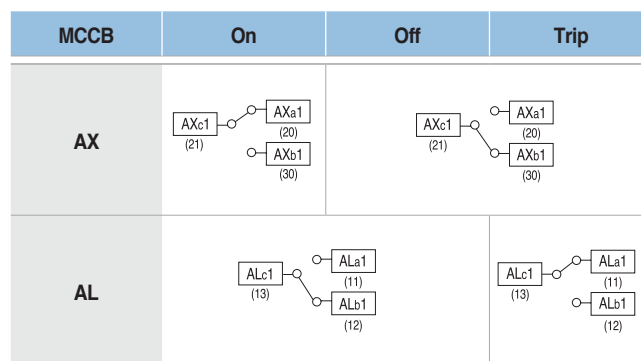 MCCB On Off Trip
AX
AXc1
(21)
AXa1
(20)
AXb1
(30)
AXc1
(21)
AXa1
(20)
AXb1
(30)
AL
ALc1
(13)
ALa1
(11)
ALb1
(12)
ALc1
(13)
ALa1
(11)
ALb1
(12)